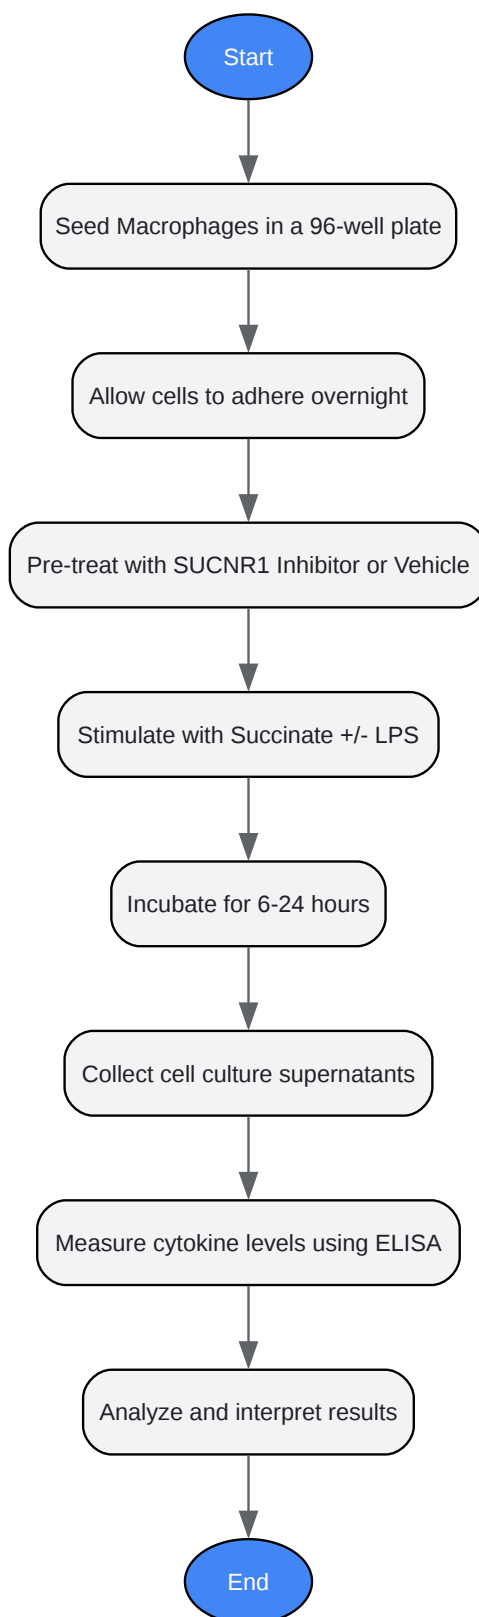 Start
Seed Macrophages in a 96-well plate
Allow cells to adhere overnight
Pre-treat with SUCNR1 Inhibitor or Vehicle
Stimulate with Succinate +/- LPS
Incubate for 6-24 hours
Collect cell culture supernatants
Measure cytokine levels using ELISA
Analyze and interpret results
End